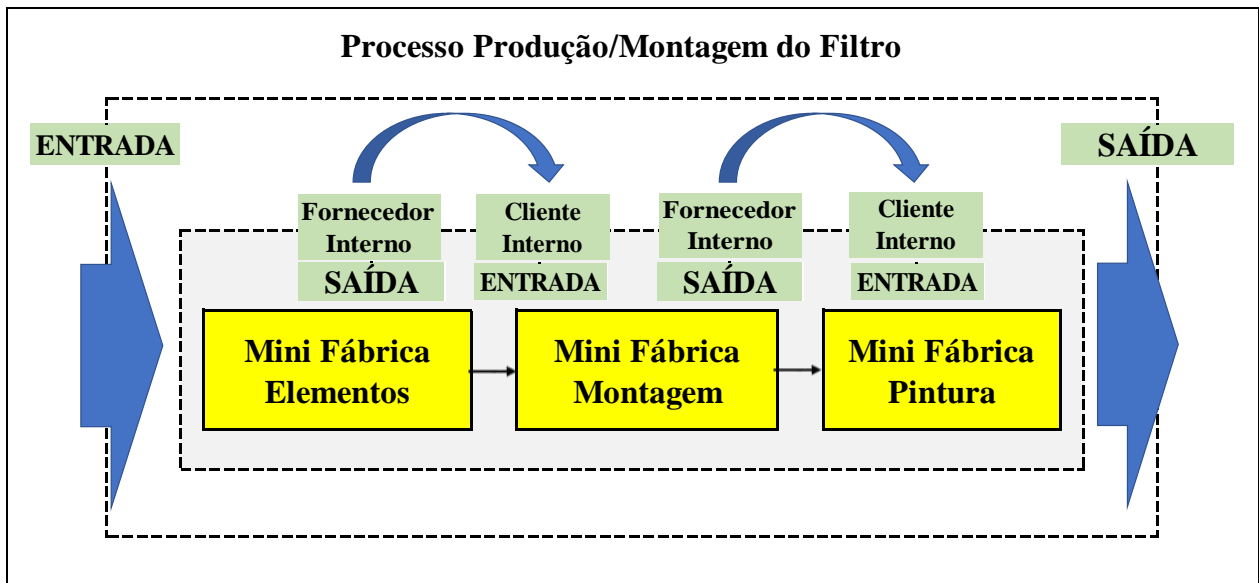 Processo Produção/Montagem do Filtro
ENTRADA
SAÍDA
Fornecedor
Interno
SAÍDA
Cliente
Interno
ENTRADA
Fornecedor
Interno
SAÍDA
Cliente
Interno
ENTRADA
Mini Fábrica
Elementos
Mini Fábrica
Montagem
Mini Fábrica
Pintura